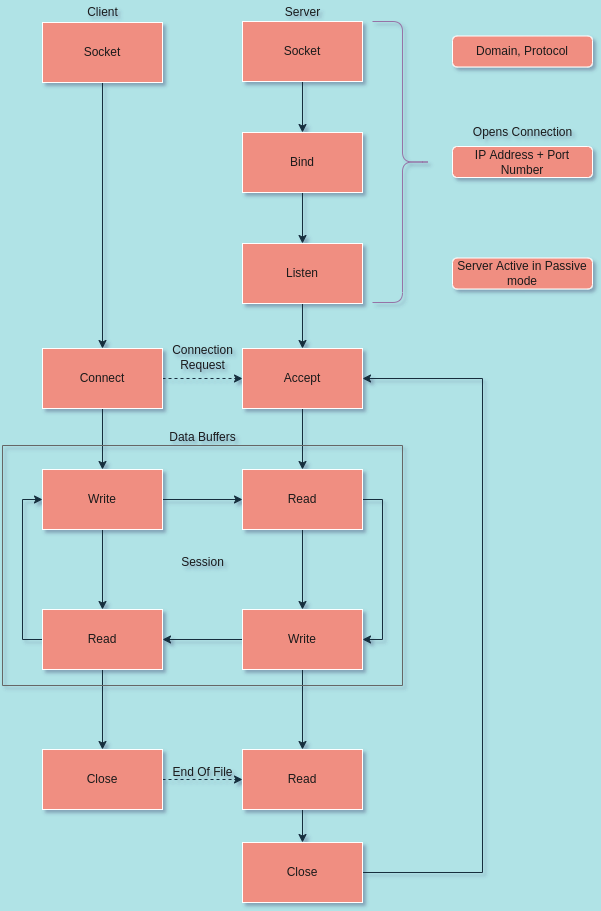 Client
Server
Socket
Socket
Domain, Protocol
Opens Connection
Bind
IP Address + Port
Number
Listen
Server Active in Passive
mode
Connection
Request
Connect
Accept
Data Buffers
Write
Read
Session
Read
Write
Close
End Of File
Read
Close